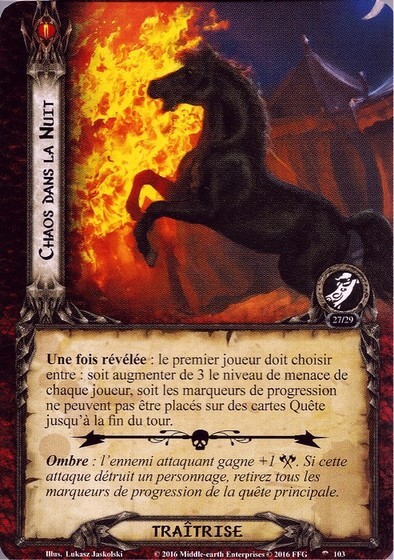 Chaos dans la Nuit
27/29
Une fois révélée : le premier joueur doit choisir
entre : soit augmenter de 3 le niveau de menace de
chaque joueur, soit les marqueurs de progression
ne peuvent pas être placés sur des cartes Quête
jusqu'à la fin du tour.
Ombre : l'ennemi attaquant gagne +1 . Si cette
attaque détruit un personnage, retirez tous les
marqueurs de progression de la quête principale.
TRAÎTRISE
Illus. Lukasz Jaskolski © 2016 Middle-earth Enterprises © 2016 FFG 103